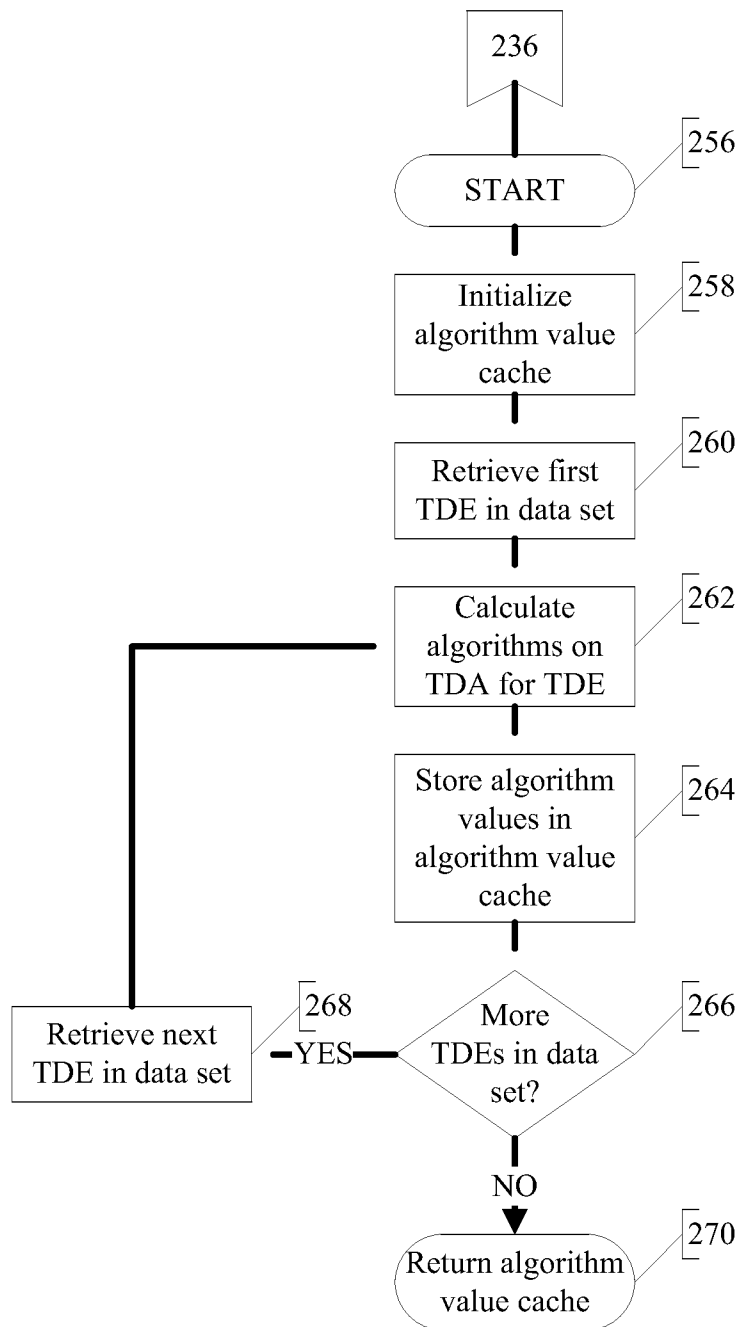 236
256
START
258
Initialize
algorithm value
cache
260
Retrieve first
TDE in data set
262
Calculate
algorithms on
TDA for TDE
264
Store algorithm
values in
algorithm value
cache
266
More
TDEs in data
set?
YES
268
Retrieve next
TDE in data set
NO
270
Return algorithm
value cache